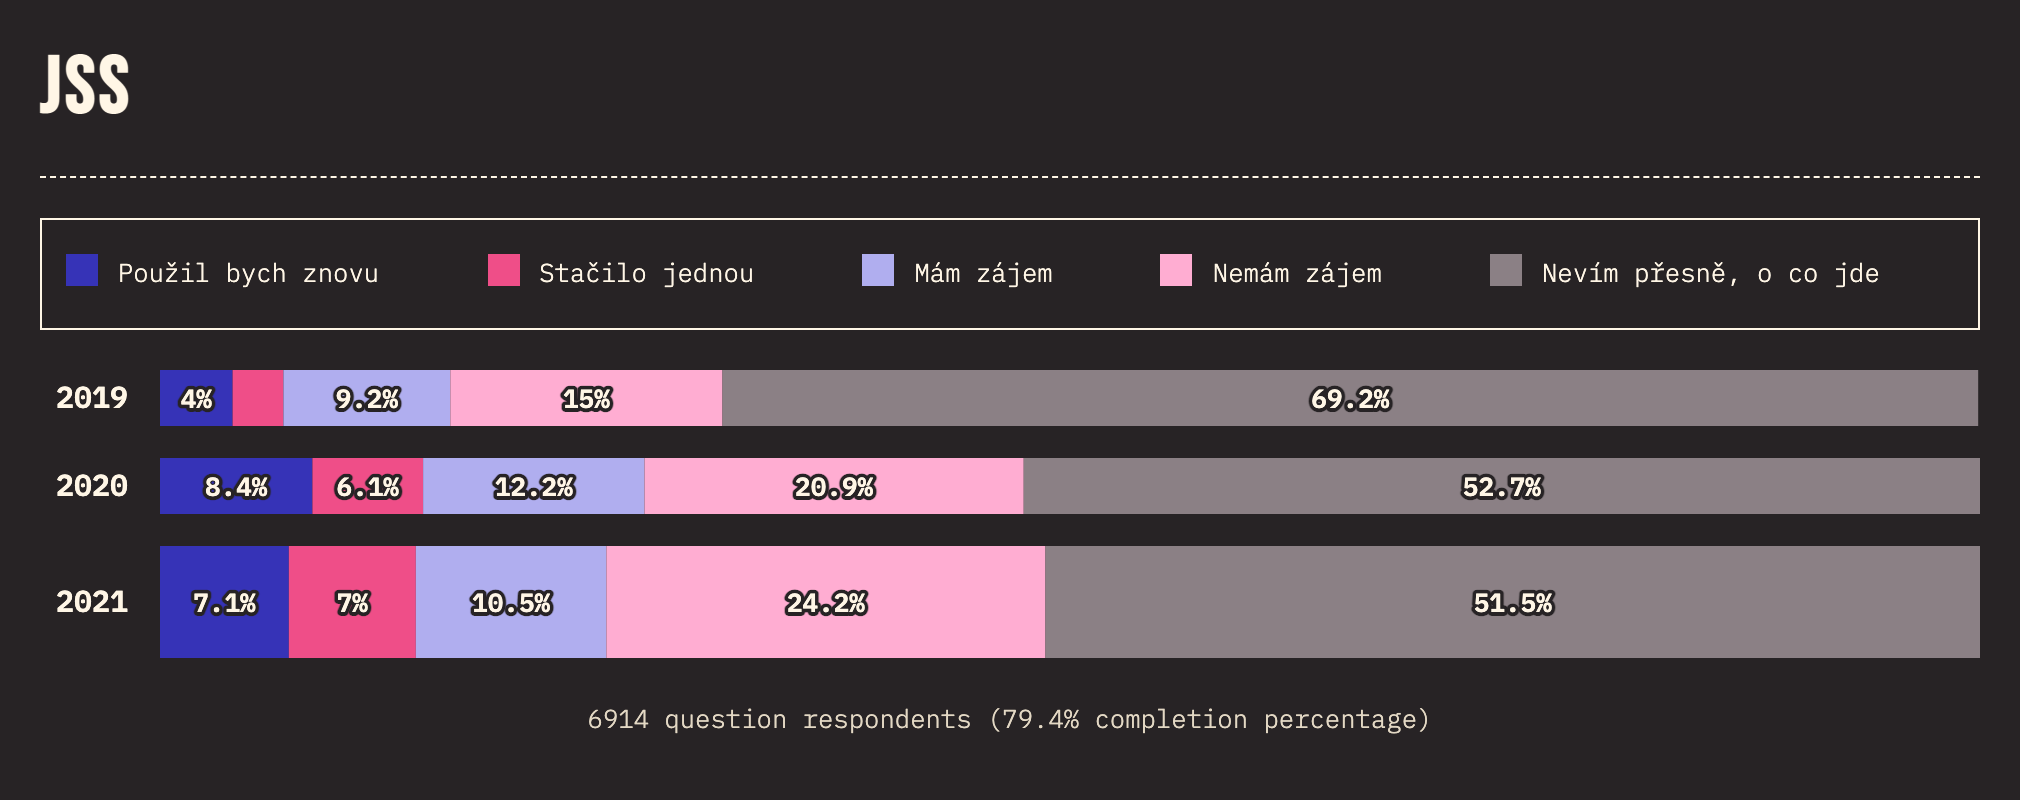 JSS
Použil bych znovu Stačilo jednou Mám zájem Nemám zájem Nevím přesně, o co jde
2019 4% 9.2% 15% 69.2%
2020 8.4% 6.1% 12.2% 20.9% 52.7%
2021 7.1% 7% 10.5% 24.2% 51.5%
6914 question respondents (79.4% completion percentage)